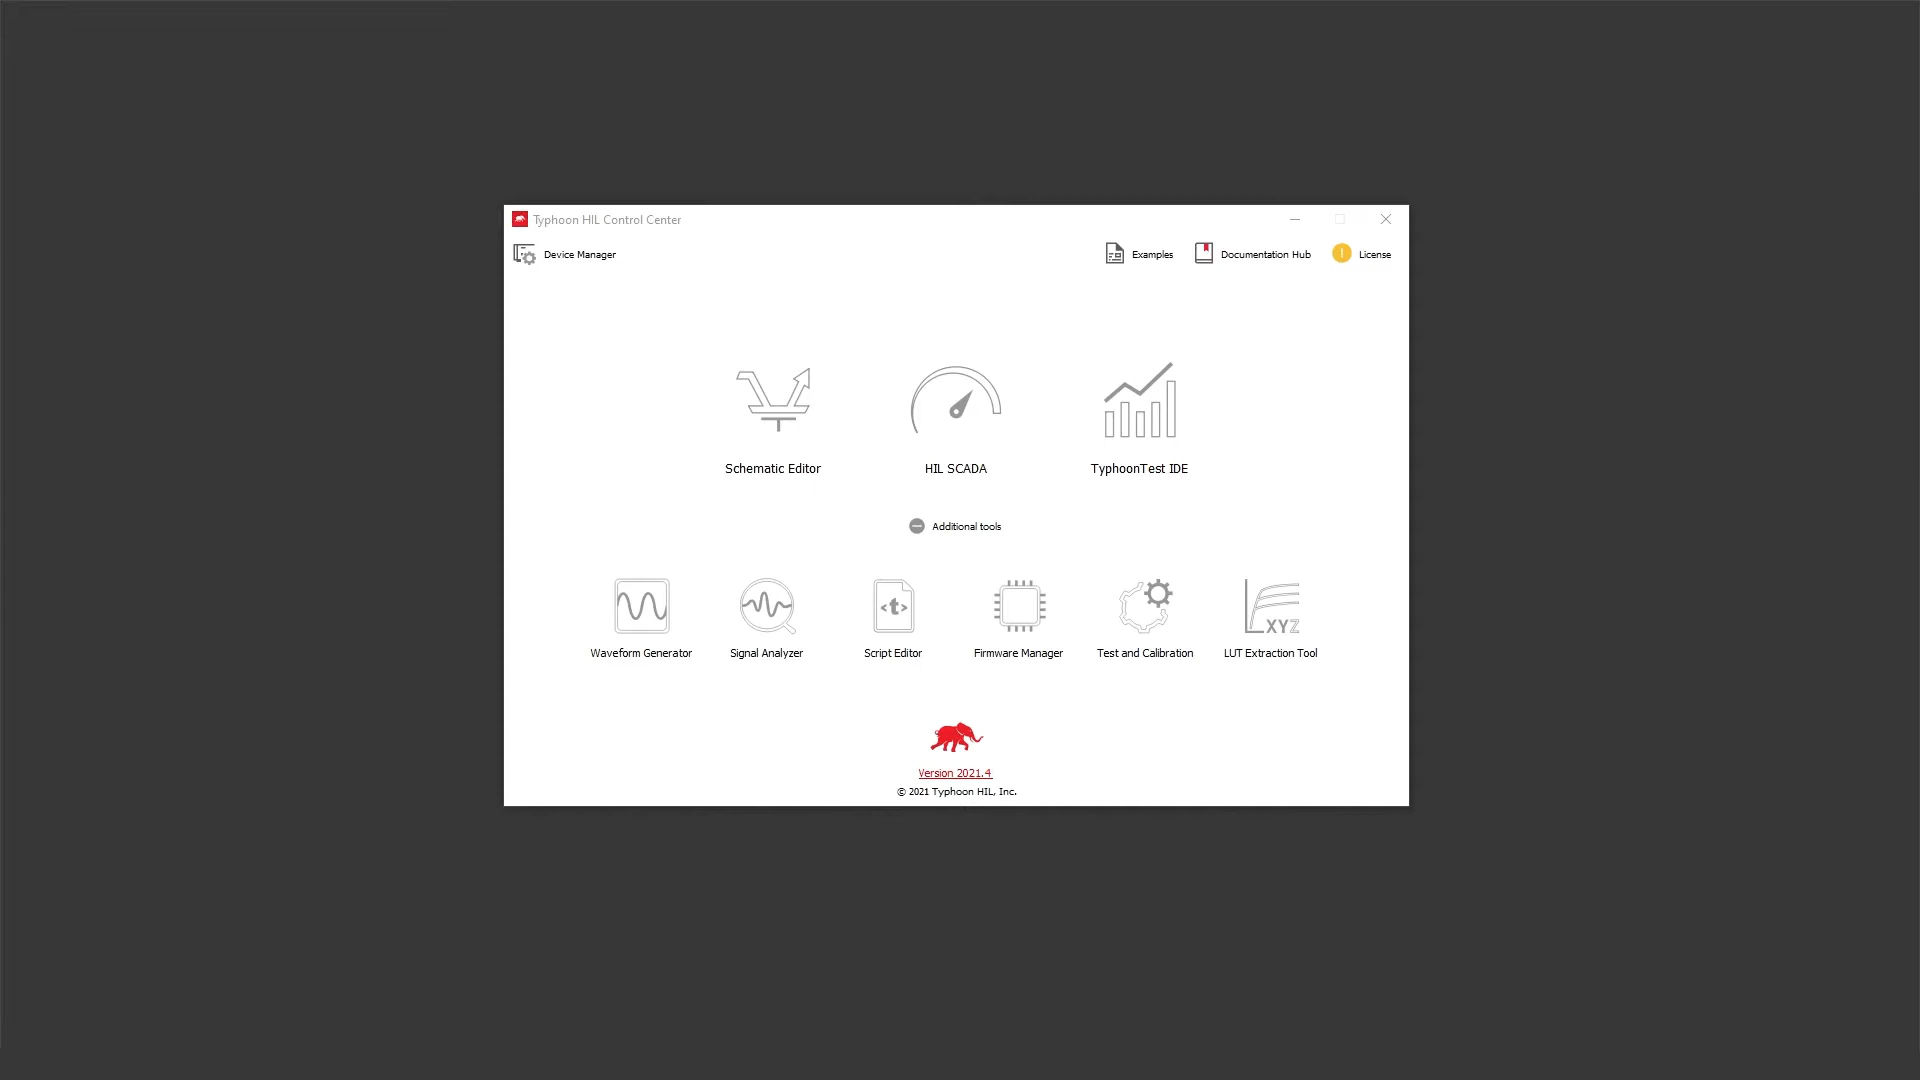 Typhoon HIL Control Center
Device Manager
Examples
Documentation Hub
! License
Schematic Editor
HIL SCADA
TyphoonTest IDE
Additional tools
<t>
XYZ
Waveform Generator
Signal Analyzer
Script Editor
Firmware Manager
Test and Calibration
LUT Extraction Tool
Version 2021.4
© 2021 Typhoon HIL, Inc.